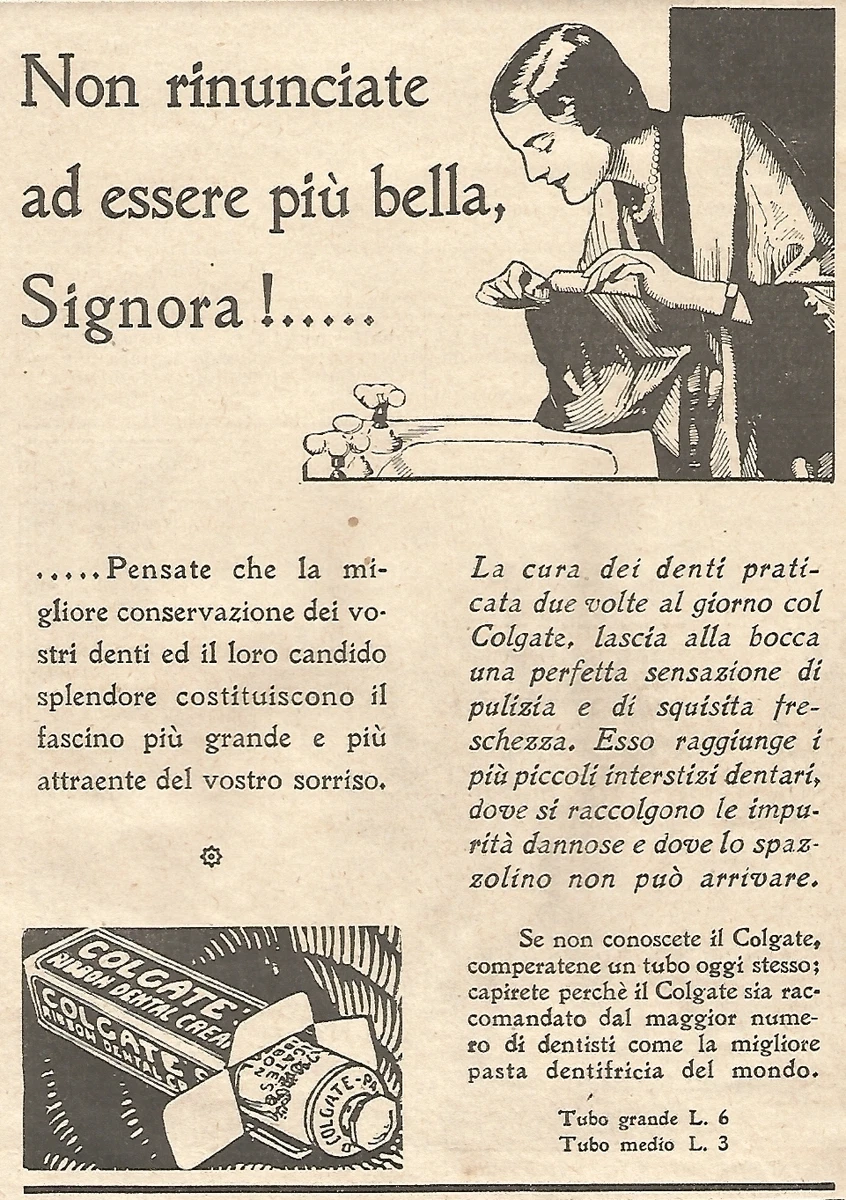 Non rinunciate
ad essere più bella,
Signora !.....
.....Pensate che la mi-
gliore conservazione dei vo-
stri denti ed il loro candido
splendore costituiscono il
fascino più grande e più
attraente del vostro sorriso.
La cura dei denti prati-
cata due volte al giorno col
Colgate, lascia alla bocca
una perfetta sensazione di
pulizia e di squisita fre-
schezza. Esso raggiunge i
più piccoli interstizi dentari,
dove si raccolgono le impu-
rità dannose e dove lo spaz-
zolino non può arrivare.
Se non conoscete il Colgate,
comperatene un tubo oggi stesso;
capirete perchè il Colgate sia rac-
comandato dal maggior nume-
ro di dentisti come la migliore
pasta dentifricia del mondo.
Tubo grande L. 6
Tubo medio L. 3
COLGATE'
RIBBON DENTAL CREAM
COLGATE
RIBBON DENTAL
COLGATE-PA